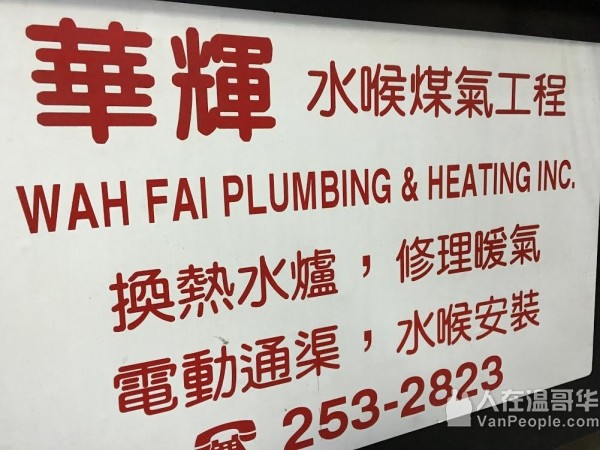 華輝 水喉煤氣工程
WAH FAI PLUMBING & HEATING INC.
換熱水爐，修理暖氣
電動通渠，水喉安裝
☎ 253-2823
人在温哥华
VanPeople.com